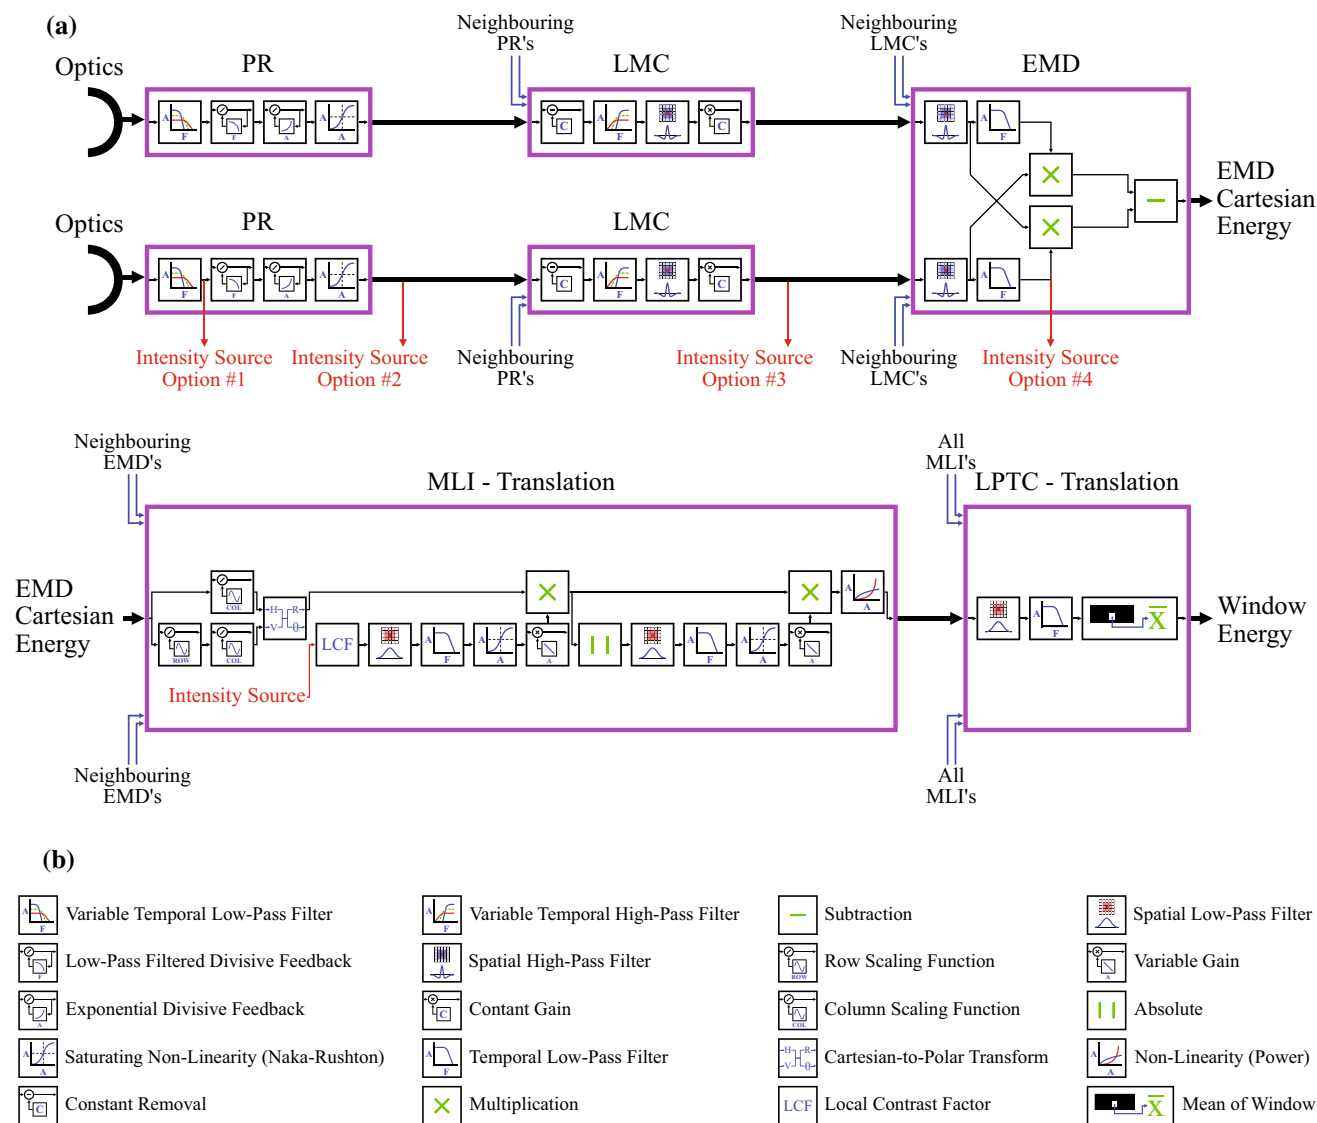 (a)
Neighbouring
PR's
Neighbouring
LMC's
Optics
PR
LMC
EMD
A
F
F
A
A
C
A
F
C
A
F
EMD
Cartesian
Energy
Optics
PR
LMC
A
F
F
A
A
C
A
F
C
A
F
Intensity Source
Option #1
Intensity Source
Option #2
Neighbouring
PR's
Intensity Source
Option #3
Neighbouring
LMC's
Intensity Source
Option #4
Neighbouring
EMD's
All
MLI's
MLI - Translation
LPTC - Translation
EMD
Cartesian
Energy
COL
ROW
COL
H R
V θ
LCF
A
F
A
A
A
A
F
A
A
A
A
A
A
F
X
Window
Energy
Intensity Source
Neighbouring
EMD's
All
MLI's
(b)
A
F
Variable Temporal Low-Pass Filter
A
F
Variable Temporal High-Pass Filter
Subtraction
Spatial Low-Pass Filter
F
Low-Pass Filtered Divisive Feedback
Spatial High-Pass Filter
ROW
Row Scaling Function
A
Variable Gain
A
Exponential Divisive Feedback
C
Contant Gain
COL
Column Scaling Function
Absolute
A
A
Saturating Non-Linearity (Naka-Rushton)
A
F
Temporal Low-Pass Filter
H R
V θ
Cartesian-to-Polar Transform
A
A
Non-Linearity (Power)
C
Constant Removal
Multiplication
LCF
Local Contrast Factor
X
Mean of Window